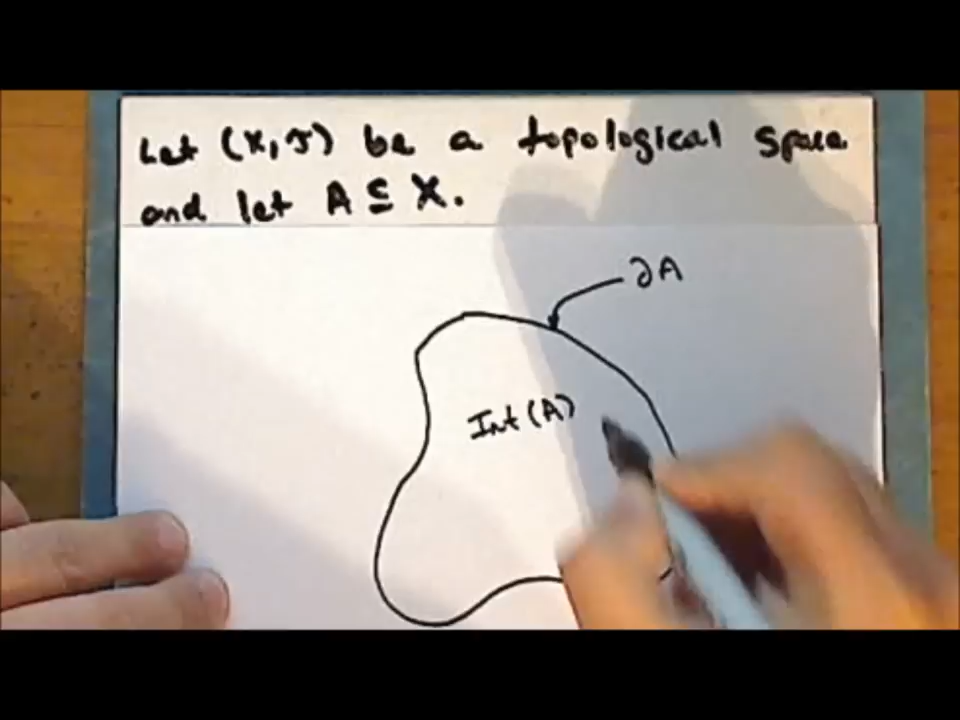 Let (X, J) be a topological space
and let A ⊆ X.
∂A
Int(A)